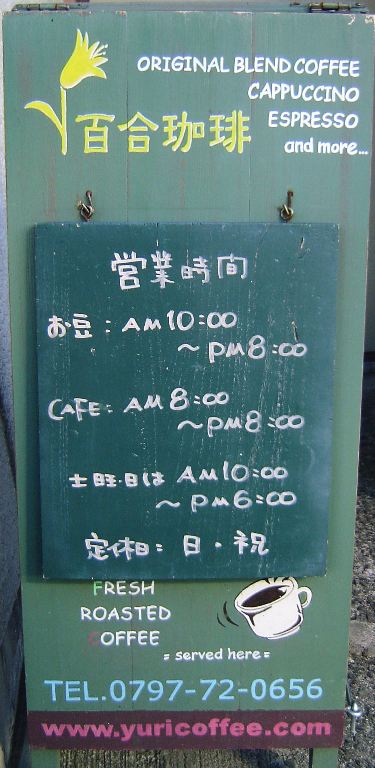 ORIGINAL BLEND COFFEE
CAPPUCCINO
ESPRESSO
and more...
百合珈琲
営業時間
お豆：AM10:00
～PM8:00
CAFE：AM8:00
～PM8:00
土曜日は AM10:00
～PM6:00
定休日：日・祝
FRESH
ROASTED
COFFEE
= served here =
TEL.0797-72-0656
www.yuricoffee.com